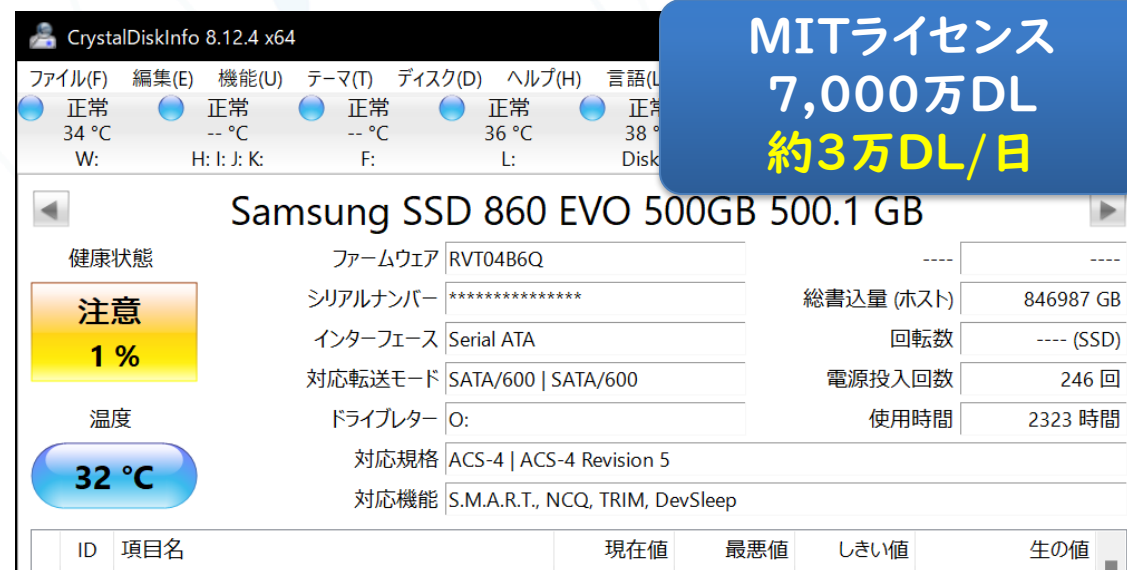 CrystalDiskInfo 8.12.4 x64
MITライセンス
7,000万DL
約3万DL/日
ファイル(F) 編集(E) 機能(U) テーマ(T) ディスク(D) ヘルプ(H) 言語(L
正常 正常 正常 正常 正常
34 °C -- °C -- °C 36 °C 38 °
W: H: I: J: K: F: L: Disk
Samsung SSD 860 EVO 500GB 500.1 GB
健康状態 ファームウェア RVT04B6Q ---- ----
注意 シリアルナンバー *************** 総書込量 (ホスト) 846987 GB
1 % インターフェース Serial ATA 回転数 ---- (SSD)
対応転送モード SATA/600 | SATA/600 電源投入回数 246 回
温度 ドライブレター O: 使用時間 2323 時間
32 °C 対応規格 ACS-4 | ACS-4 Revision 5
対応機能 S.M.A.R.T., NCQ, TRIM, DevSleep
ID 項目名 現在値 最悪値 しきい値 生の値